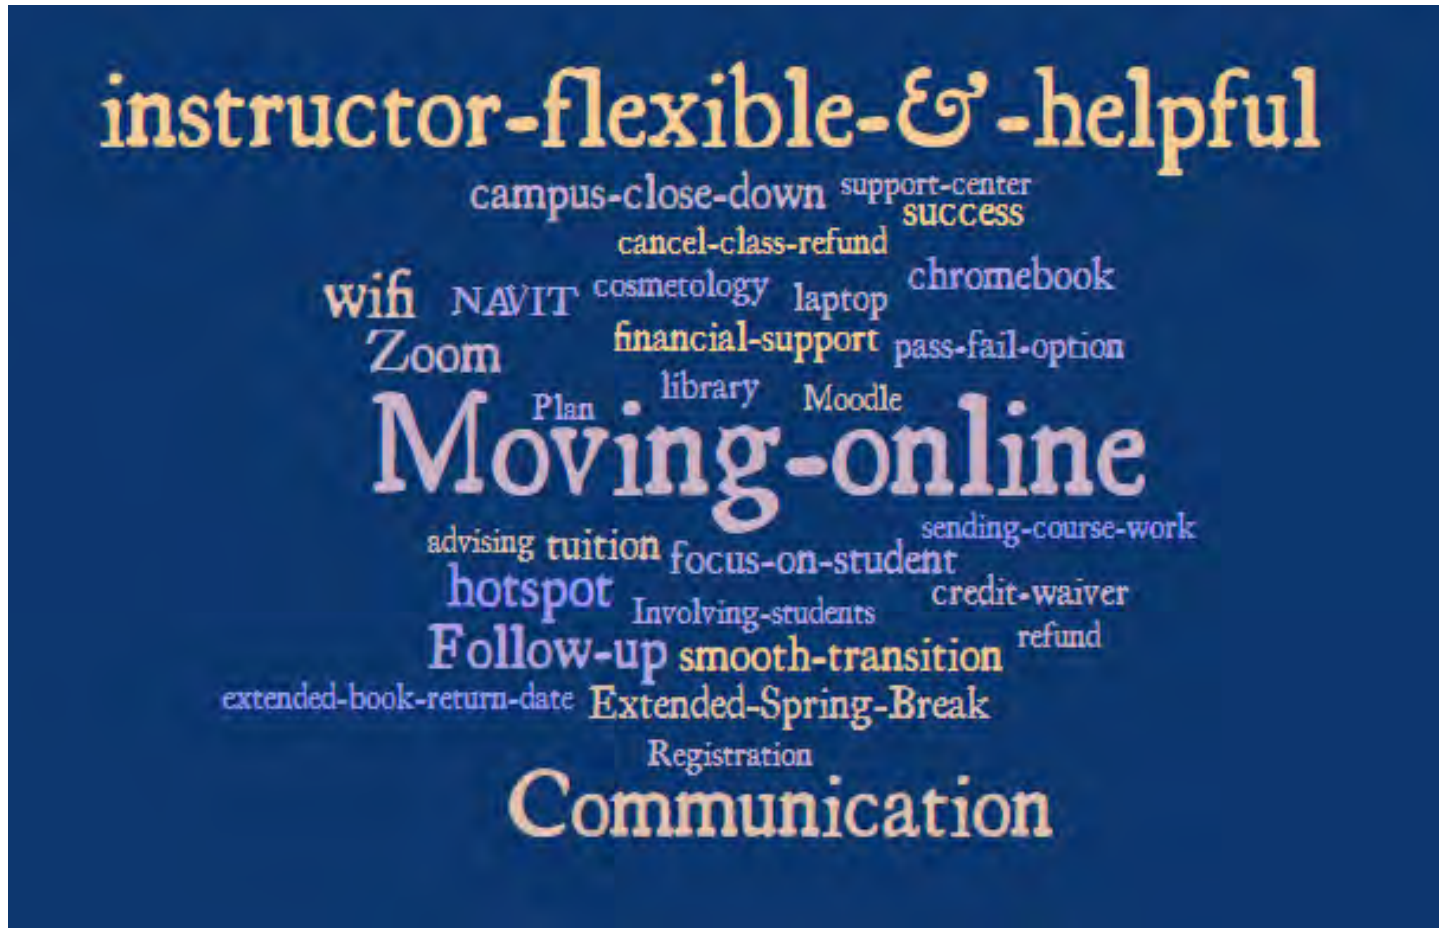 instructor-flexible-&-helpful
campus-close-down support-center
success
cancel-class-refund
wifi NAVIT cosmetology laptop chromebook
Zoom financial-support pass-fail-option
Plan library Moodle
Moving-online
advising tuition focus-on-student sending-course-work
hotspot Involving-students credit-waiver
Follow-up smooth-transition refund
extended-book-return-date Extended-Spring-Break
Registration
Communication